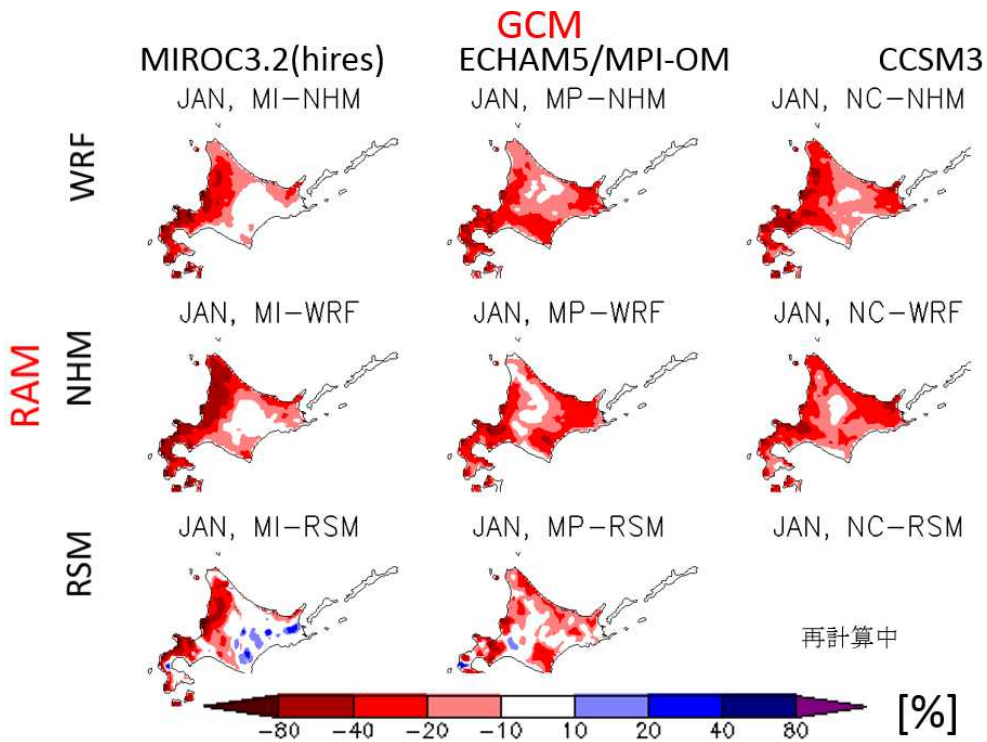 GCM
MIROC3.2(hires) ECHAM5/MPI-OM CCSM3
JAN, MI-NHM JAN, MP-NHM JAN, NC-NHM
WRF
JAN, MI-WRF JAN, MP-WRF JAN, NC-WRF
RAM
NHM
JAN, MI-RSM JAN, MP-RSM JAN, NC-RSM
RSM
再計算中
-80 -40 -20 -10 10 20 40 80 [%]